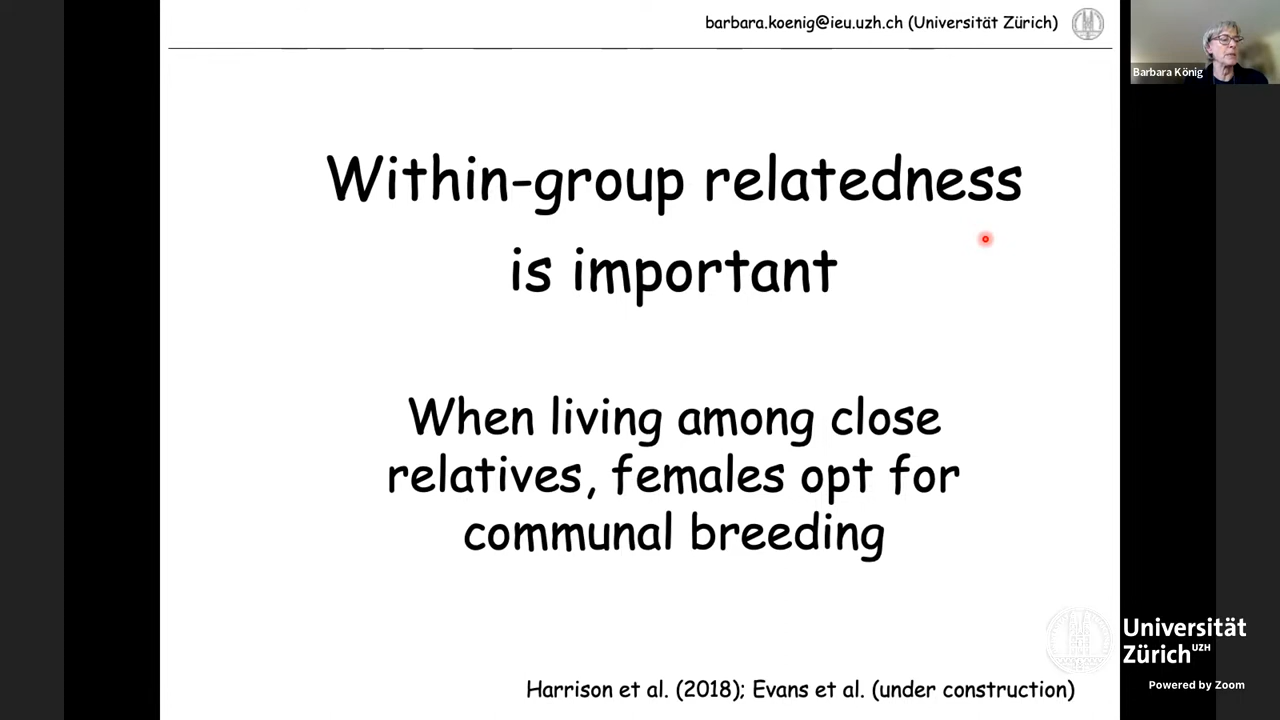 barbara.koenig@ieu.uzh.ch (Universität Zürich)
Barbara König
Within-group relatedness
is important
When living among close
relatives, females opt for
communal breeding
Universität
Zürich UZH
Powered by Zoom
Harrison et al. (2018); Evans et al. (under construction)